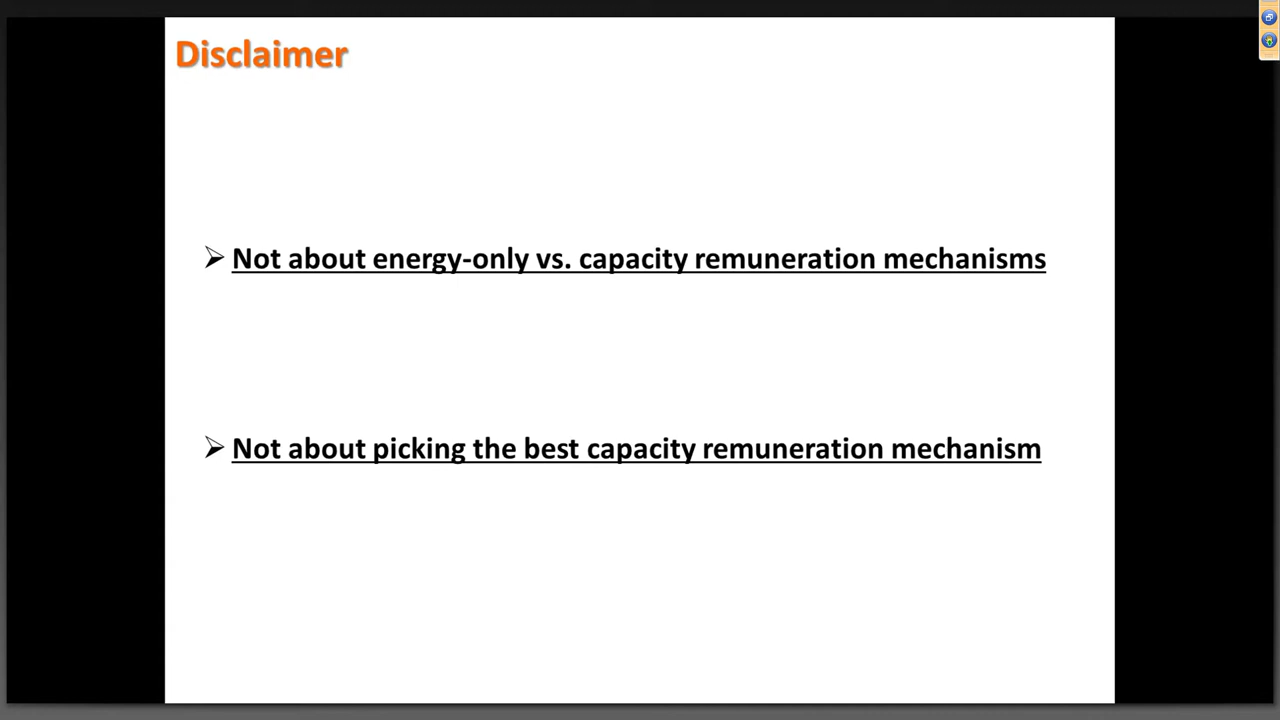 Disclaimer
➢ Not about energy-only vs. capacity remuneration mechanisms
➢ Not about picking the best capacity remuneration mechanism